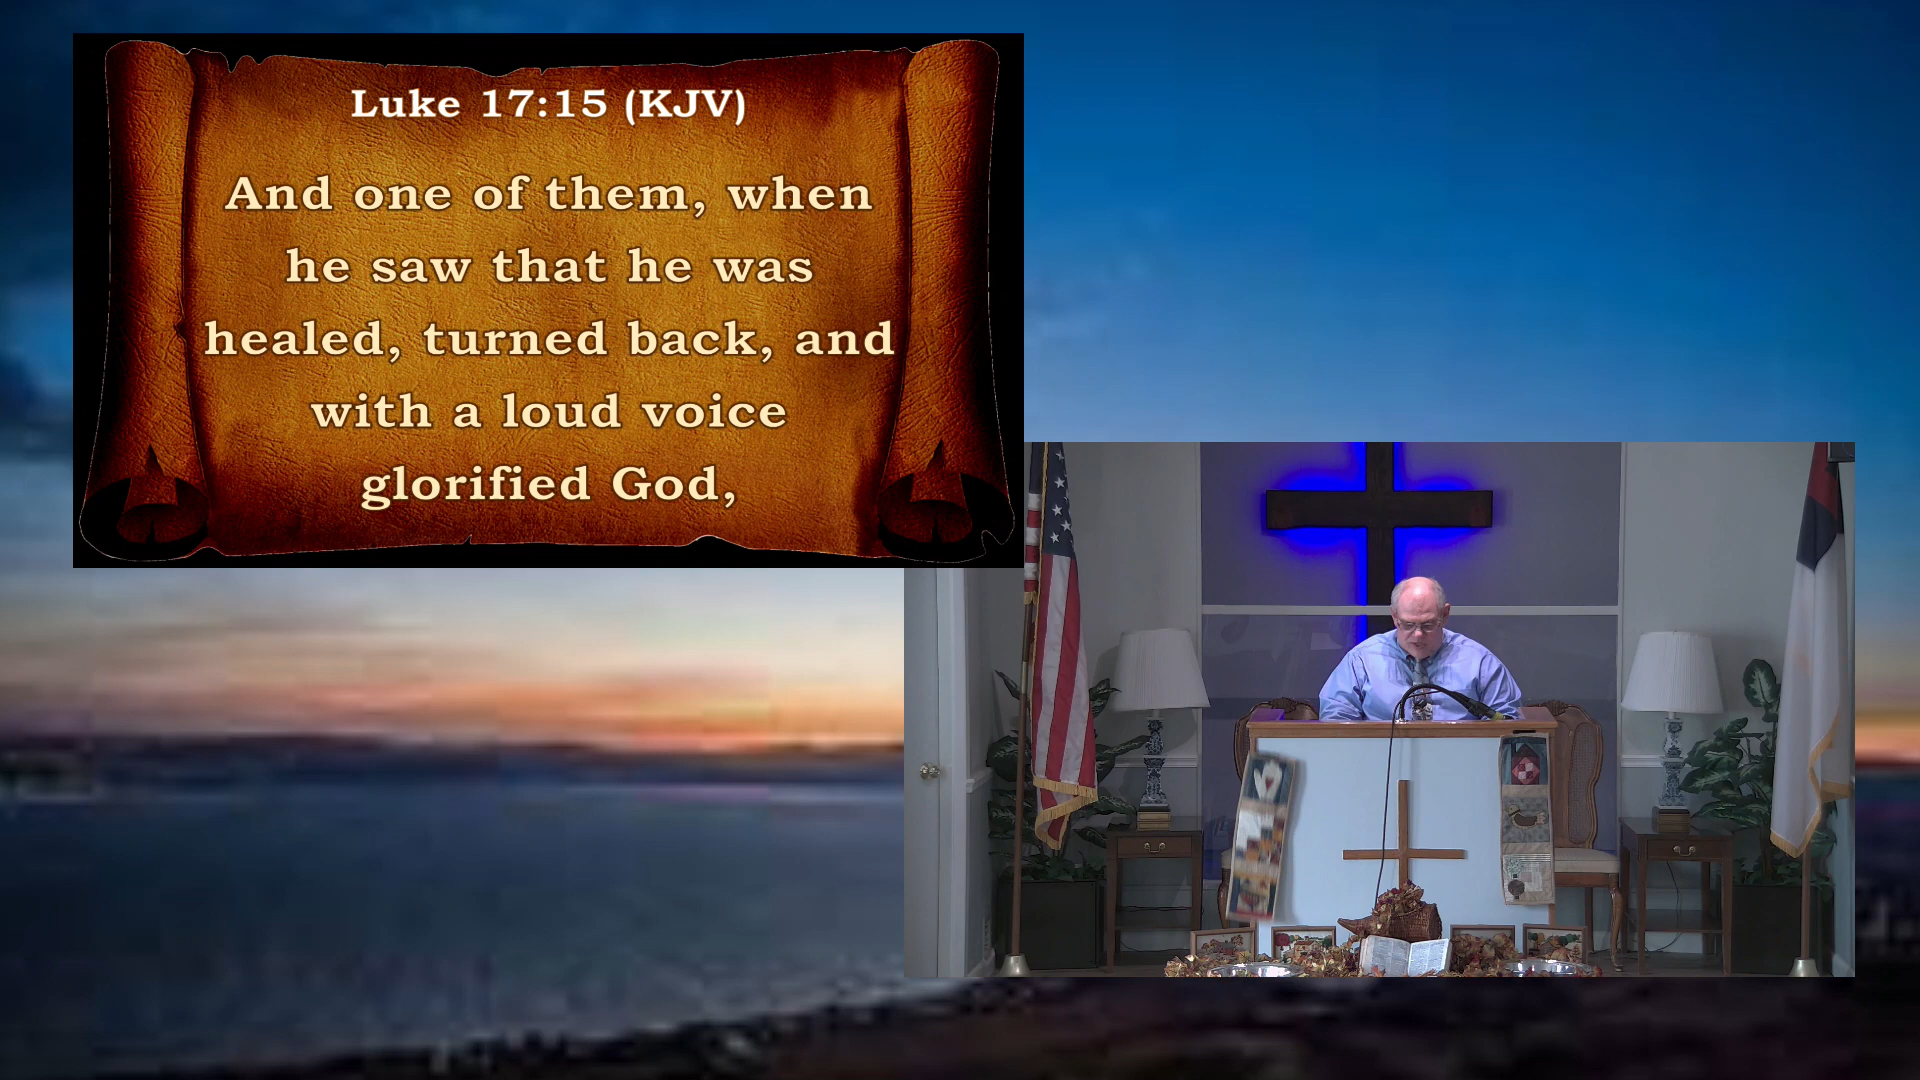 Luke 17:15 (KJV)
And one of them, when
he saw that he was
healed, turned back, and
with a loud voice
glorified God,